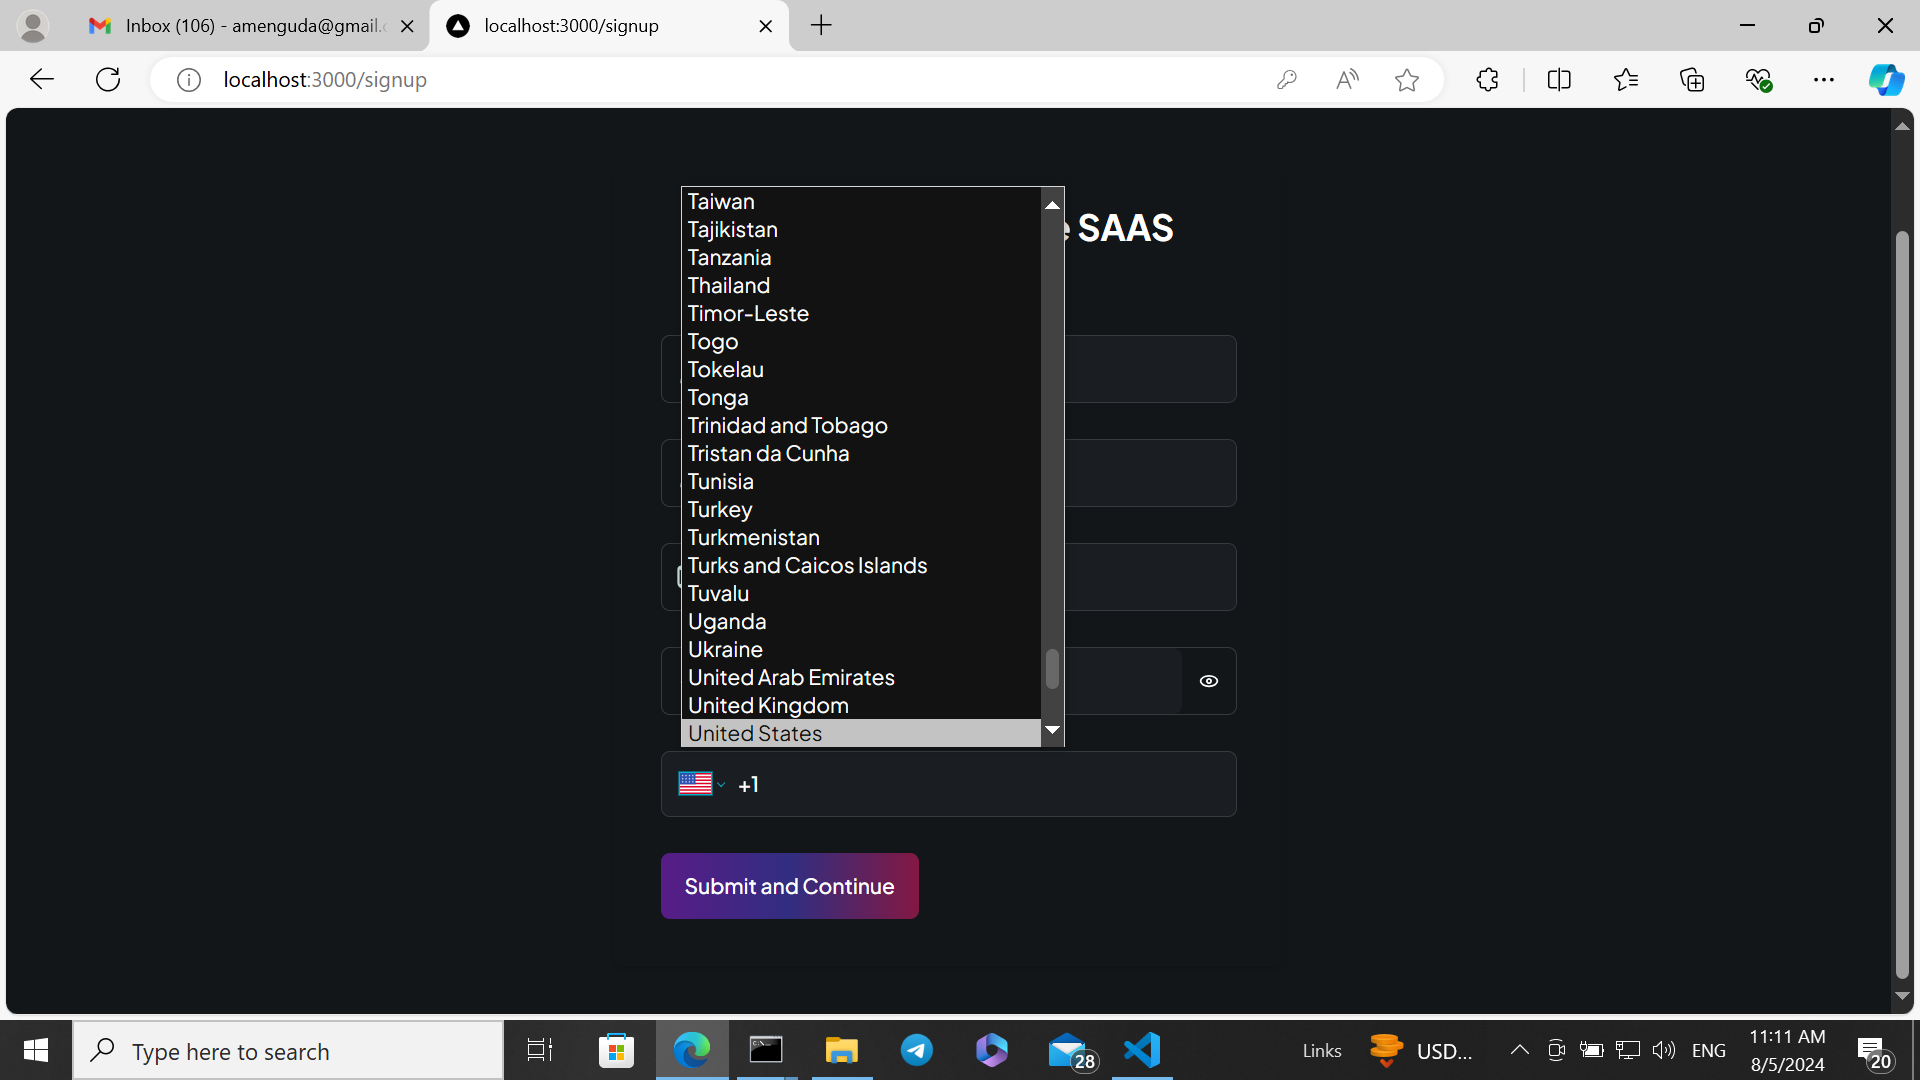 Inbox (106) - amenguda@gmail.c
localhost:3000/signup
localhost:3000/signup
e SAAS
Taiwan
Tajikistan
Tanzania
Thailand
Timor-Leste
Togo
Tokelau
Tonga
Trinidad and Tobago
Tristan da Cunha
Tunisia
Turkey
Turkmenistan
Turks and Caicos Islands
Tuvalu
Uganda
Ukraine
United Arab Emirates
United Kingdom
United States
+1
Submit and Continue
Type here to search
28
Links
USD...
ENG
11:11 AM
8/5/2024
20